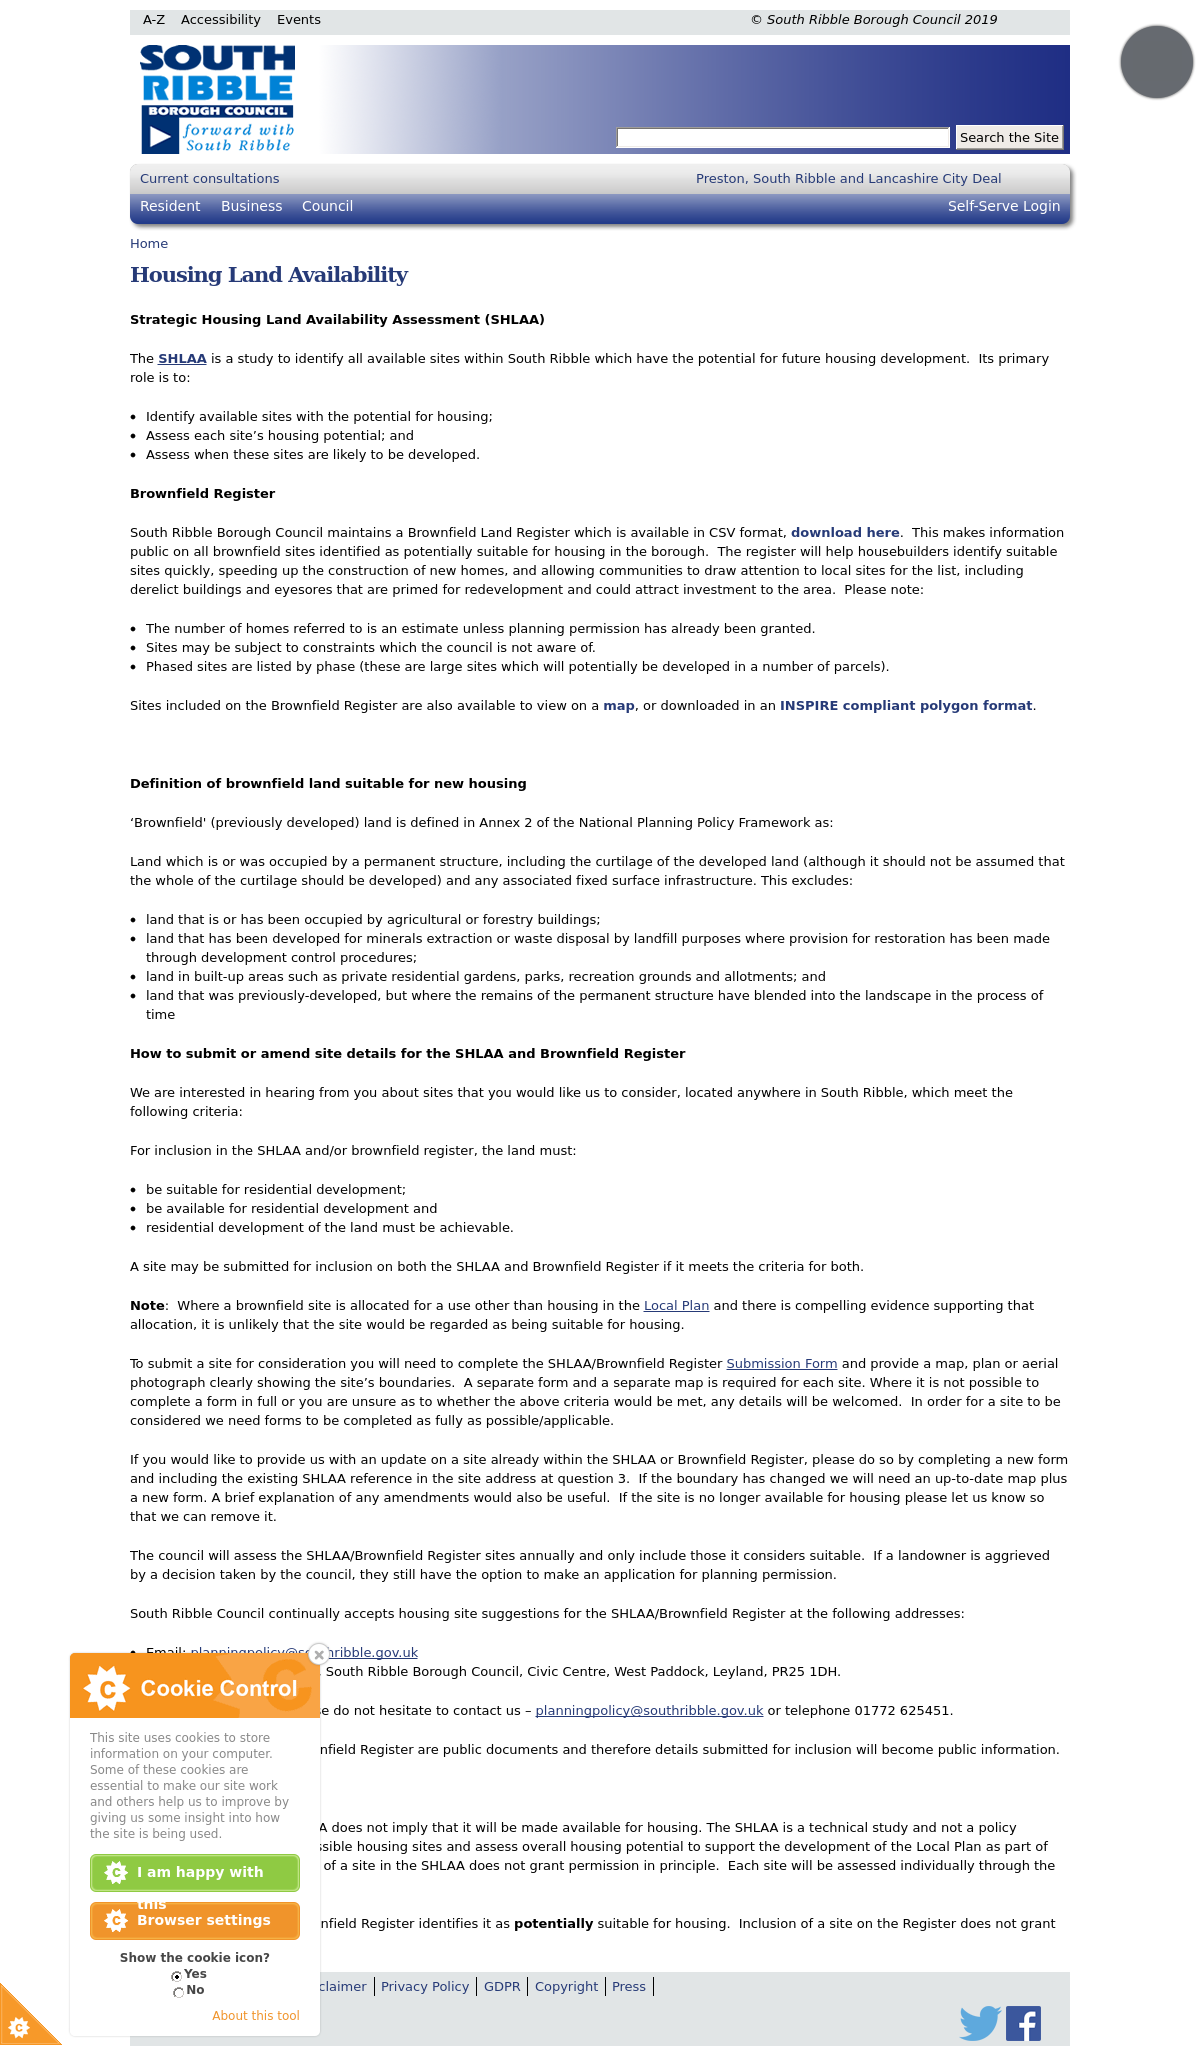 A-Z Accessibility Events © South Ribble Borough Council 2019
SOUTH
RIBBLE
BOROUGH COUNCIL
forward with
South Ribble
Search the Site
Current consultations Preston, South Ribble and Lancashire City Deal
Resident Business Council Self-Serve Login
Home
Housing Land Availability
Strategic Housing Land Availability Assessment (SHLAA)
The SHLAA is a study to identify all available sites within South Ribble which have the potential for future housing development. Its primary
role is to:
• Identify available sites with the potential for housing;
• Assess each site’s housing potential; and
• Assess when these sites are likely to be developed.
Brownfield Register
South Ribble Borough Council maintains a Brownfield Land Register which is available in CSV format, download here. This makes information
public on all brownfield sites identified as potentially suitable for housing in the borough. The register will help housebuilders identify suitable
sites quickly, speeding up the construction of new homes, and allowing communities to draw attention to local sites for the list, including
derelict buildings and eyesores that are primed for redevelopment and could attract investment to the area. Please note:
• The number of homes referred to is an estimate unless planning permission has already been granted.
• Sites may be subject to constraints which the council is not aware of.
• Phased sites are listed by phase (these are large sites which will potentially be developed in a number of parcels).
Sites included on the Brownfield Register are also available to view on a map, or downloaded in an INSPIRE compliant polygon format.
Definition of brownfield land suitable for new housing
‘Brownfield' (previously developed) land is defined in Annex 2 of the National Planning Policy Framework as:
Land which is or was occupied by a permanent structure, including the curtilage of the developed land (although it should not be assumed that
the whole of the curtilage should be developed) and any associated fixed surface infrastructure. This excludes:
• land that is or has been occupied by agricultural or forestry buildings;
• land that has been developed for minerals extraction or waste disposal by landfill purposes where provision for restoration has been made
through development control procedures;
• land in built-up areas such as private residential gardens, parks, recreation grounds and allotments; and
• land that was previously-developed, but where the remains of the permanent structure have blended into the landscape in the process of
time
How to submit or amend site details for the SHLAA and Brownfield Register
We are interested in hearing from you about sites that you would like us to consider, located anywhere in South Ribble, which meet the
following criteria:
For inclusion in the SHLAA and/or brownfield register, the land must:
• be suitable for residential development;
• be available for residential development and
• residential development of the land must be achievable.
A site may be submitted for inclusion on both the SHLAA and Brownfield Register if it meets the criteria for both.
Note: Where a brownfield site is allocated for a use other than housing in the Local Plan and there is compelling evidence supporting that
allocation, it is unlikely that the site would be regarded as being suitable for housing.
To submit a site for consideration you will need to complete the SHLAA/Brownfield Register Submission Form and provide a map, plan or aerial
photograph clearly showing the site’s boundaries. A separate form and a separate map is required for each site. Where it is not possible to
complete a form in full or you are unsure as to whether the above criteria would be met, any details will be welcomed. In order for a site to be
considered we need forms to be completed as fully as possible/applicable.
If you would like to provide us with an update on a site already within the SHLAA or Brownfield Register, please do so by completing a new form
and including the existing SHLAA reference in the site address at question 3. If the boundary has changed we will need an up-to-date map plus
a new form. A brief explanation of any amendments would also be useful. If the site is no longer available for housing please let us know so
that we can remove it.
The council will assess the SHLAA/Brownfield Register sites annually and only include those it considers suitable. If a landowner is aggrieved
by a decision taken by the council, they still have the option to make an application for planning permission.
South Ribble Council continually accepts housing site suggestions for the SHLAA/Brownfield Register at the following addresses:
• Email: planningpolicy@southribble.gov.uk
South Ribble Borough Council, Civic Centre, West Paddock, Leyland, PR25 1DH.
do not hesitate to contact us – planningpolicy@southribble.gov.uk or telephone 01772 625451.
Register are public documents and therefore details submitted for inclusion will become public information.
does not imply that it will be made available for housing. The SHLAA is a technical study and not a policy
housing sites and assess overall housing potential to support the development of the Local Plan as part of
of a site in the SHLAA does not grant permission in principle. Each site will be assessed individually through the
Register identifies it as potentially suitable for housing. Inclusion of a site on the Register does not grant
claimer Privacy Policy GDPR Copyright Press
Cookie Control
This site uses cookies to store
information on your computer.
Some of these cookies are
essential to make our site work
and others help us to improve by
giving us some insight into how
the site is being used.
I am happy with
this
Browser settings
Show the cookie icon?
Yes
No
About this tool